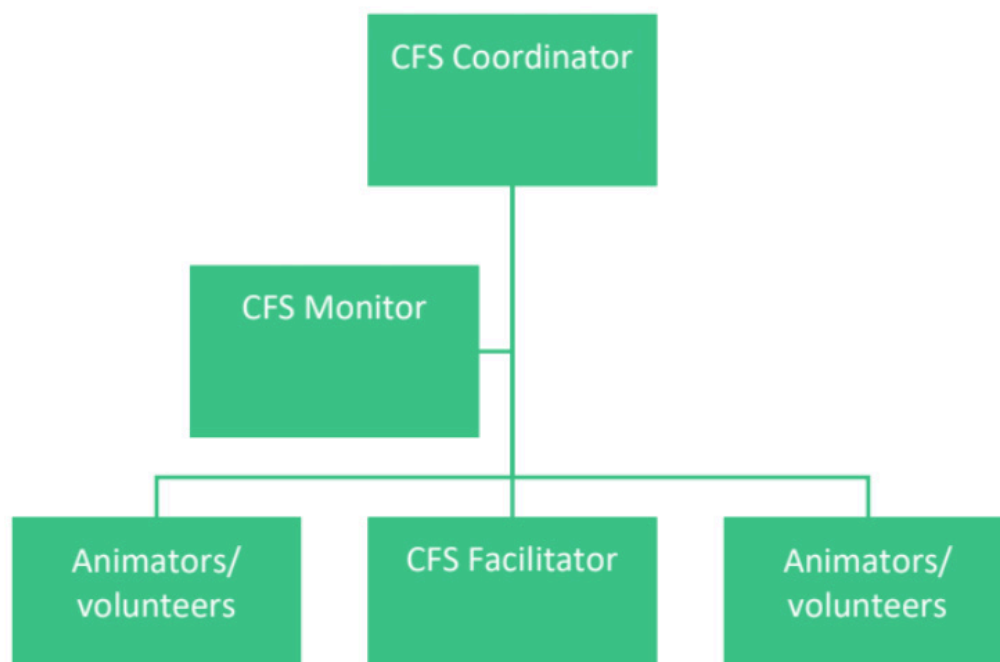 CFS Coordinator
CFS Monitor
Animators/
volunteers
CFS Facilitator
Animators/
volunteers